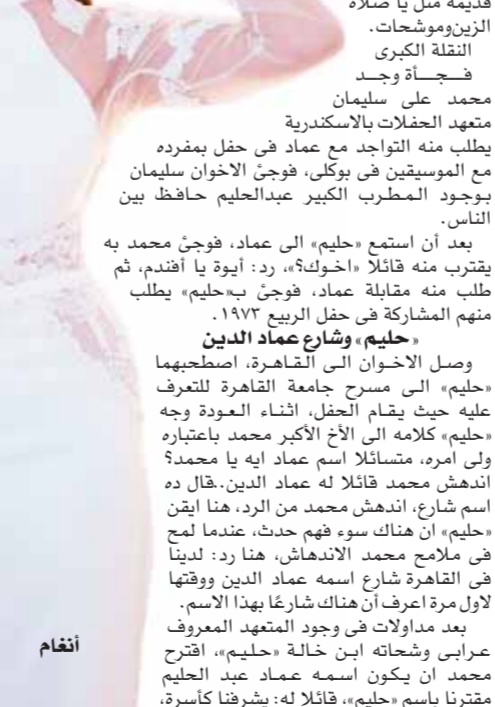 قديمة مثل يا صلاة
الزين وموشحات.
النقلة الكبرى
فـــجـــأة وجــد
محمد على سليمان
متعهد الحفلات بالاسكندرية
يطلب منه التواجد مع عماد فى حفل بمفرده
مع الموسيقين فى بوكلى، فوجئ الاخوان سليمان
بوجود المطرب الكبير عبدالحليم حافظ بين
الناس.
بعد أن استمع «حليم» الى عماد، فوجئ محمد به
يقترب منه قائلا «اخوك؟»، رد: أيوة يا أفندم، ثم
طلب منه مقابلة عماد، فوجئ ب«حليم» يطلب
منهم المشاركة فى حفل الربيع ١٩٧٣.
«حليم» وشارع عماد الدين
وصل الاخوان الى القاهرة، اصطحبهما
«حليم» الى مسرح جامعة القاهرة للتعرف
عليه حيث يقام الحفل، اثناء العودة وجه
«حليم» كلامه الى الأخ الأكبر محمد باعتباره
ولى امره، متسائلا اسم عماد ايه يا محمد؟
اندهش محمد قائلا له عماد الدين..قال ده
اسم شارع، اندهش محمد من الرد، هنا ايقن
«حليم» ان هناك سوء فهم حدث، عندما لمح
فى ملامح محمد الاندهاش، هنا رد: لدينا
فى القاهرة شارع اسمه عماد الدين ووقتها
لاول مرة اعرف أن هناك شارعًا بهذا الاسم.
بعد مداولات فى وجود المتعهد المعروف
عرابى وشحاته ابن خالة «حليم»، اقترح
محمد ان يكون اسمه عماد عبد الحليم
مقترنا باسم «حليم»، قائلا له: يشرفنا كأسرة،
أنغام